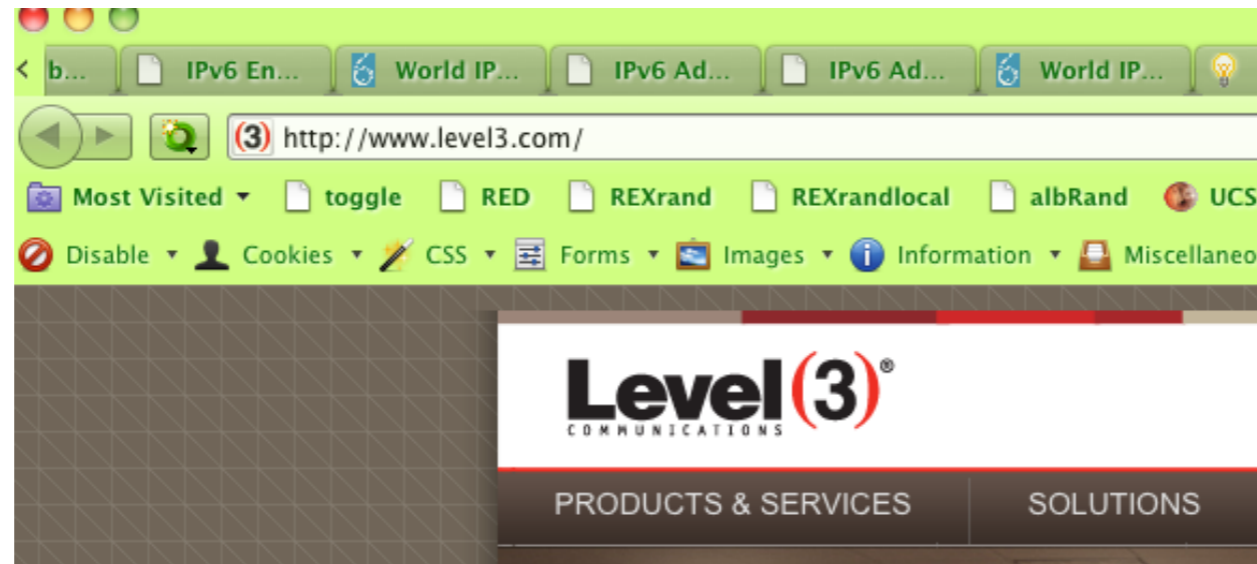 < b... IPv6 En... World IP... IPv6 Ad... IPv6 Ad... World IP...
(3) http://www.level3.com/
Most Visited toggle RED REXrand REXrandlocal albRand UCS
Disable Cookies CSS Forms Images Information Miscellaneo
Level(3)®
COMMUNICATIONS
PRODUCTS & SERVICES SOLUTIONS